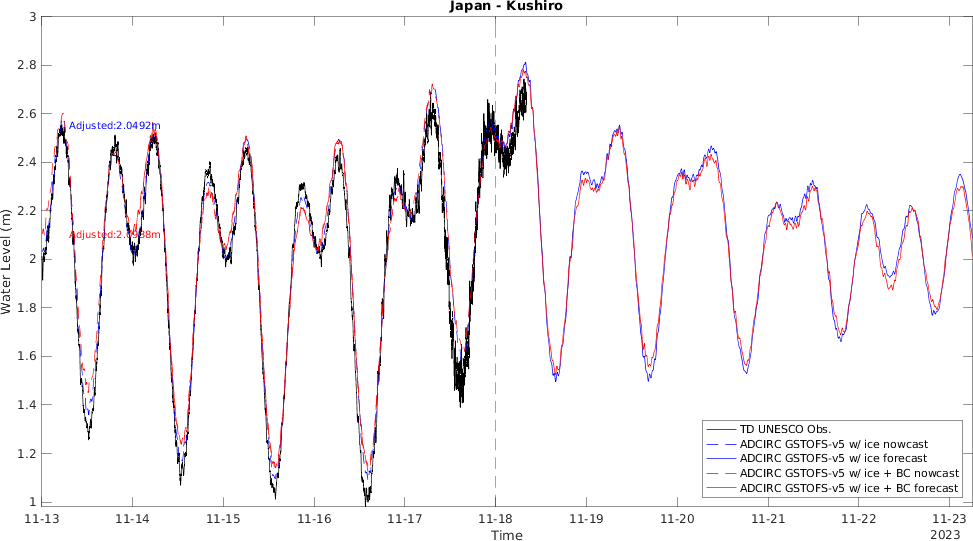 Japan - Kushiro
3
2.8
2.6
2.4
2.2
2
1.8
1.6
1.4
1.2
1
Water Level (m)
Adjusted:2.0492m
Adjusted:2.0938m
TD UNESCO Obs.
ADCIRC GSTOFS-v5 w/ ice nowcast
ADCIRC GSTOFS-v5 w/ ice forecast
ADCIRC GSTOFS-v5 w/ ice + BC nowcast
ADCIRC GSTOFS-v5 w/ ice + BC forecast
11-13 11-14 11-15 11-16 11-17 11-18 11-19 11-20 11-21 11-22 11-23
Time
2023